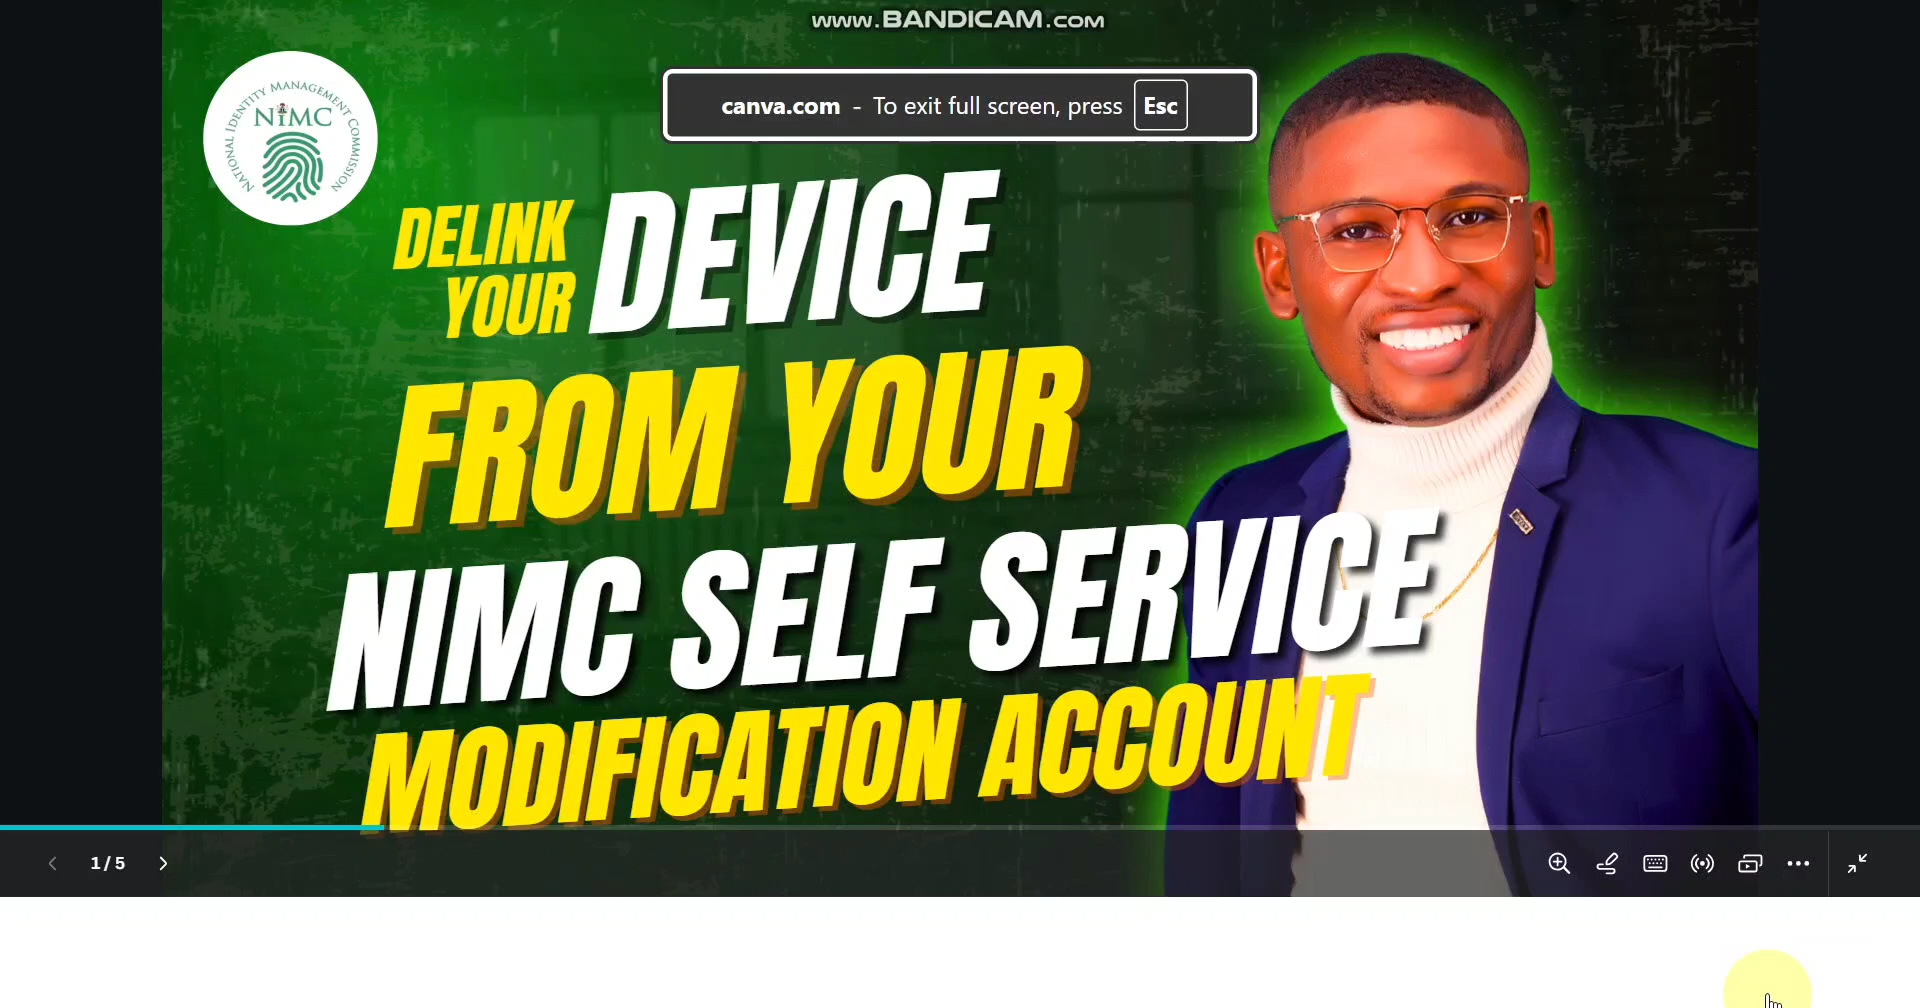 www.BANDICAM.com
canva.com - To exit full screen, press Esc
NATIONAL IDENTITY MANAGEMENT COMMISSION
NiMC
DELINK
YOUR
DEVICE
FROM YOUR
NIMC SELF SERVICE
MODIFICATION ACCOUNT
1 / 5